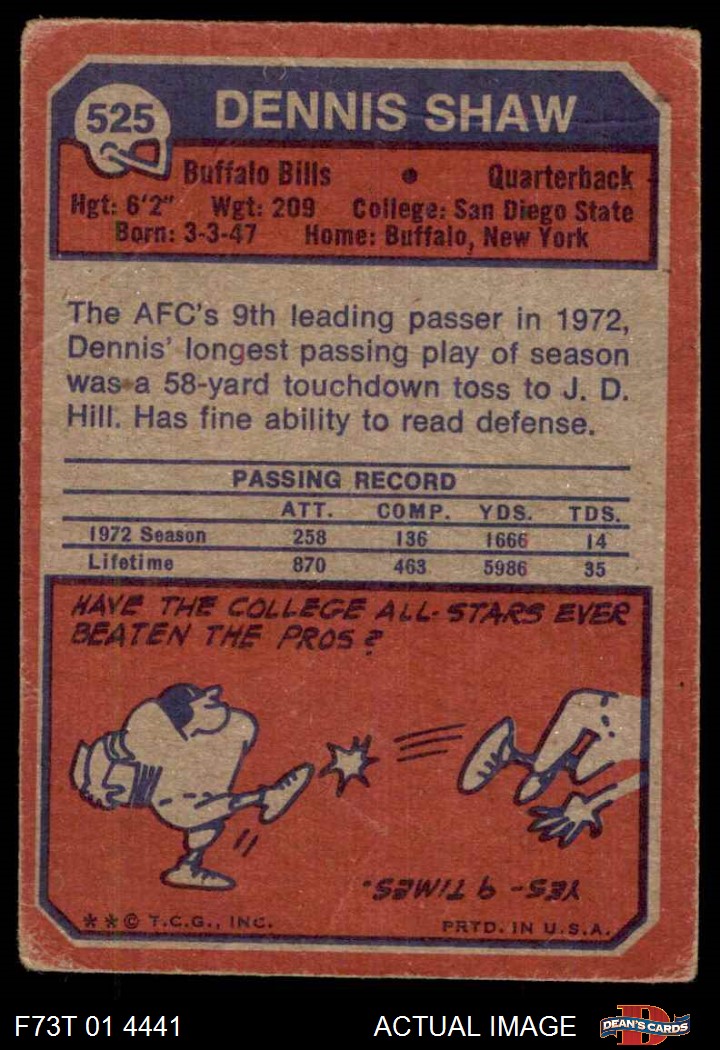 525
DENNIS SHAW
Buffalo Bills • Quarterback
Hgt: 6'2" Wgt: 209 College: San Diego State
Born: 3-3-47 Home: Buffalo, New York
The AFC's 9th leading passer in 1972,
Dennis' longest passing play of season
was a 58-yard touchdown toss to J. D.
Hill. Has fine ability to read defense.
PASSING RECORD
ATT. COMP. YDS. TDS.
1972 Season 258 136 1666 14
Lifetime 870 463 5986 35
HAVE THE COLLEGE ALL-STARS EVER
BEATEN THE PROS?
YES - 9 TIMES.
**© T.C.G., INC. PRTD. IN U.S.A.
F73T 01 4441 ACTUAL IMAGE D DEAN'S CARDS